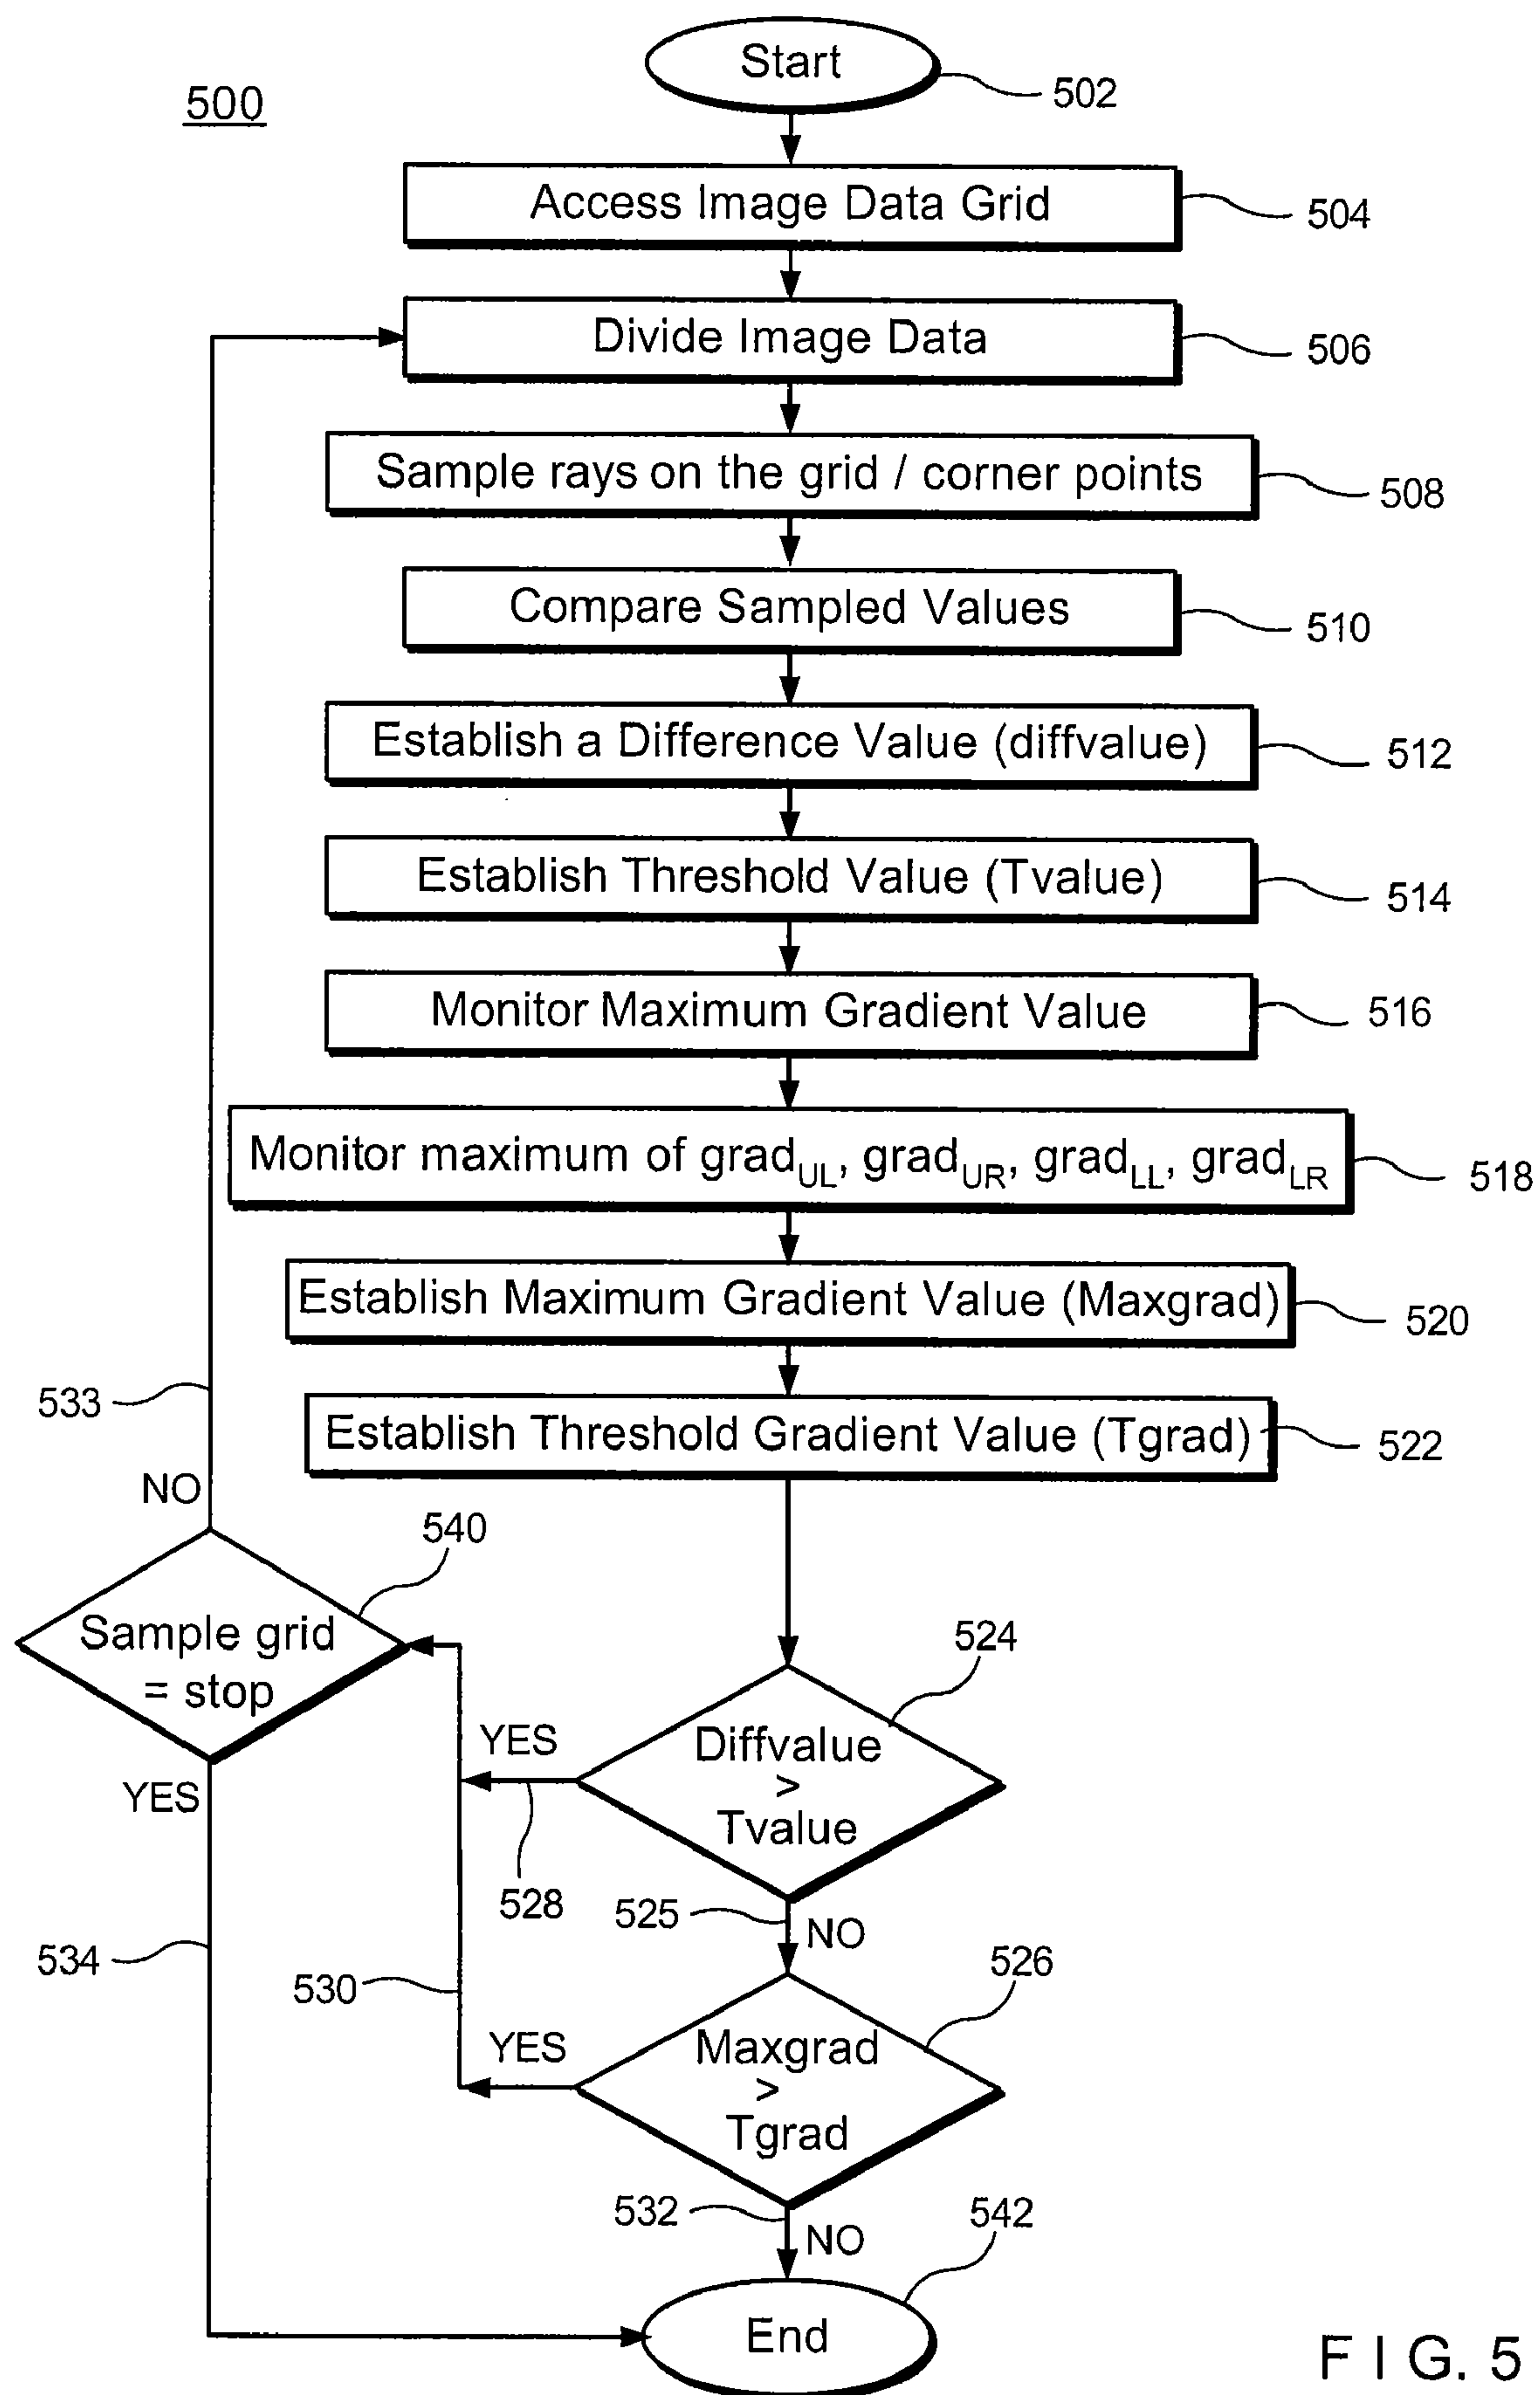 Start
502
500
Access Image Data Grid
504
Divide Image Data
506
Sample rays on the grid / corner points
508
Compare Sampled Values
510
Establish a Difference Value (diffvalue)
512
Establish Threshold Value (Tvalue)
514
Monitor Maximum Gradient Value
516
Monitor maximum of grad_UL, grad_UR, grad_LL, grad_LR
518
Establish Maximum Gradient Value (Maxgrad)
520
533
Establish Threshold Gradient Value (Tgrad)
522
NO
540
Sample grid
= stop
524
YES
YES
Diffvalue
>
Tvalue
528
525
NO
534
530
526
YES
Maxgrad
>
Tgrad
532
NO
542
End
FIG. 5